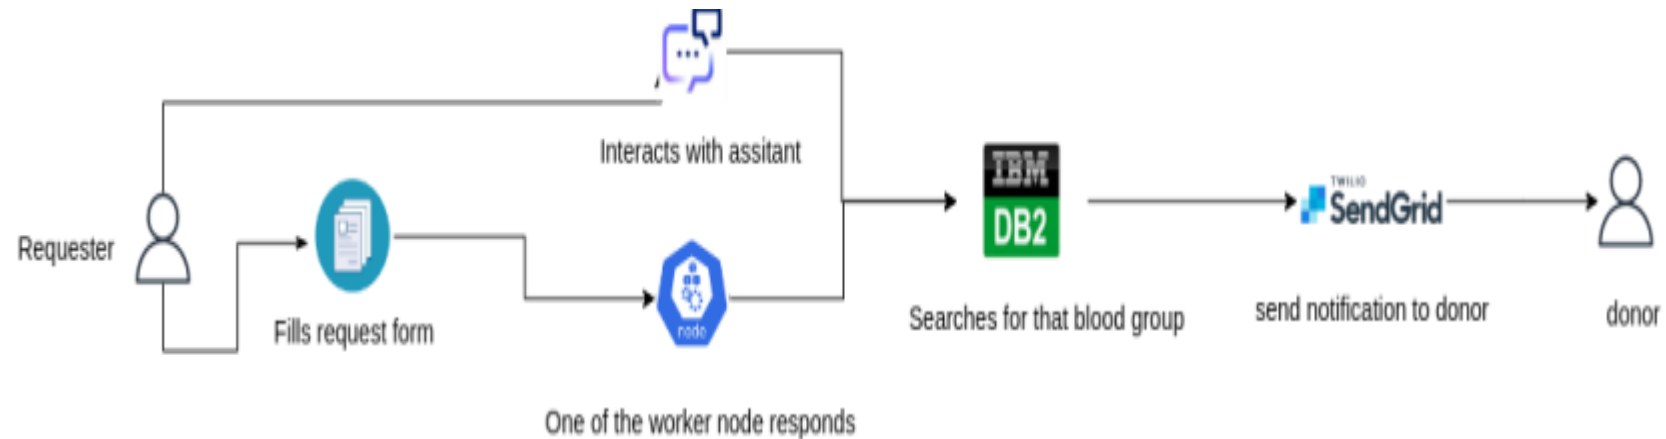 Interacts with assitant
Requester
Fills request form
node
One of the worker node responds
IBM
DB2
Searches for that blood group
TWILIO
SendGrid
send notification to donor
donor